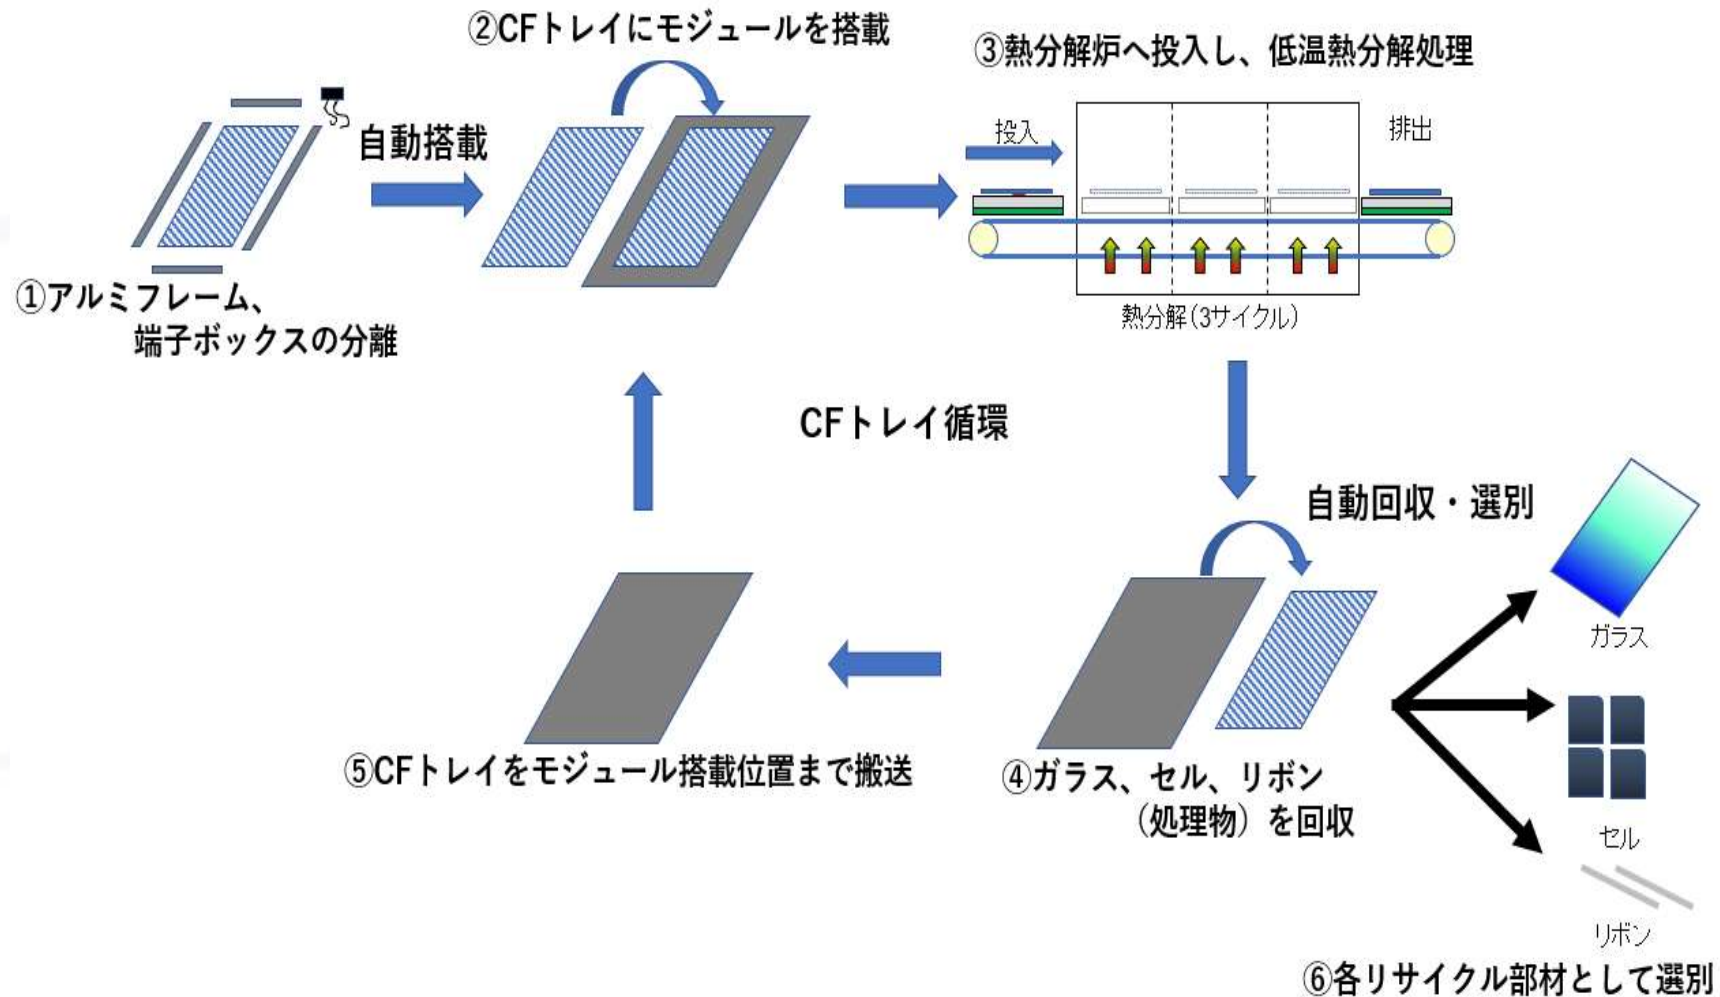 ②CFトレイにモジュールを搭載
③熱分解炉へ投入し、低温熱分解処理
自動搭載
投入
排出
①アルミフレーム、
端子ボックスの分離
熱分解(3サイクル)
CFトレイ循環
自動回収・選別
ガラス
⑤CFトレイをモジュール搭載位置まで搬送
④ガラス、セル、リボン
（処理物）を回収
セル
リボン
⑥各リサイクル部材として選別